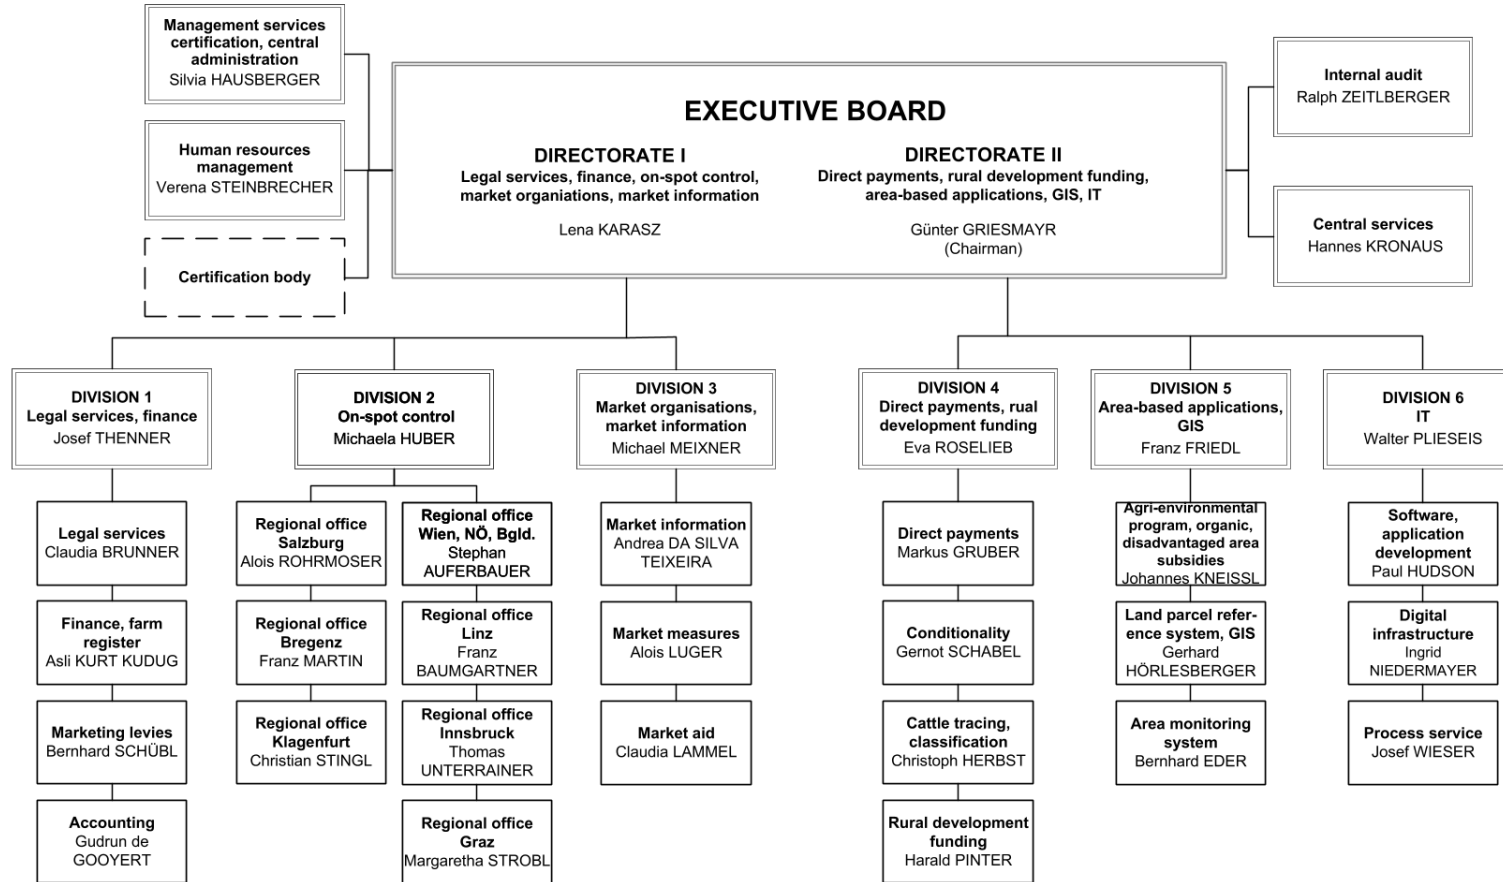 Management services
certification, central
administration
Silvia HAUSBERGER
Human resources
management
Verena STEINBRECHER
Certification body
EXECUTIVE BOARD
DIRECTORATE I
Legal services, finance, on-spot control,
market organiations, market information
Lena KARASZ
DIRECTORATE II
Direct payments, rural development funding,
area-based applications, GIS, IT
Günter GRIESMAYR
(Chairman)
Internal audit
Ralph ZEITLBERGER
Central services
Hannes KRONAUS
DIVISION 1
Legal services, finance
Josef THENNER
Legal services
Claudia BRUNNER
Finance, farm
register
Asli KURT KUDUG
Marketing levies
Bernhard SCHÜBL
Accounting
Gudrun de
GOOYERT
DIVISION 2
On-spot control
Michaela HUBER
Regional office
Salzburg
Alois ROHRMOSER
Regional office
Bregenz
Franz MARTIN
Regional office
Klagenfurt
Christian STINGL
Regional office
Wien, NÖ, Bgld.
Stephan
AUFERBAUER
Regional office
Linz
Franz
BAUMGARTNER
Regional office
Innsbruck
Thomas
UNTERRAINER
Regional office
Graz
Margaretha STROBL
DIVISION 3
Market organisations,
market information
Michael MEIXNER
Market information
Andrea DA SILVA
TEIXEIRA
Market measures
Alois LUGER
Market aid
Claudia LAMMEL
DIVISION 4
Direct payments, rual
development funding
Eva ROSELIEB
Direct payments
Markus GRUBER
Conditionality
Gernot SCHABEL
Cattle tracing,
classification
Christoph HERBST
Rural development
funding
Harald PINTER
DIVISION 5
Area-based applications,
GIS
Franz FRIEDL
Agri-environmental
program, organic,
disadvantaged area
subsidies
Johannes KNEISSL
Land parcel refer-
ence system, GIS
Gerhard
HÖRLESBERGER
Area monitoring
system
Bernhard EDER
DIVISION 6
IT
Walter PLIESEIS
Software,
application
development
Paul HUDSON
Digital
infrastructure
Ingrid
NIEDERMAYER
Process service
Josef WIESER